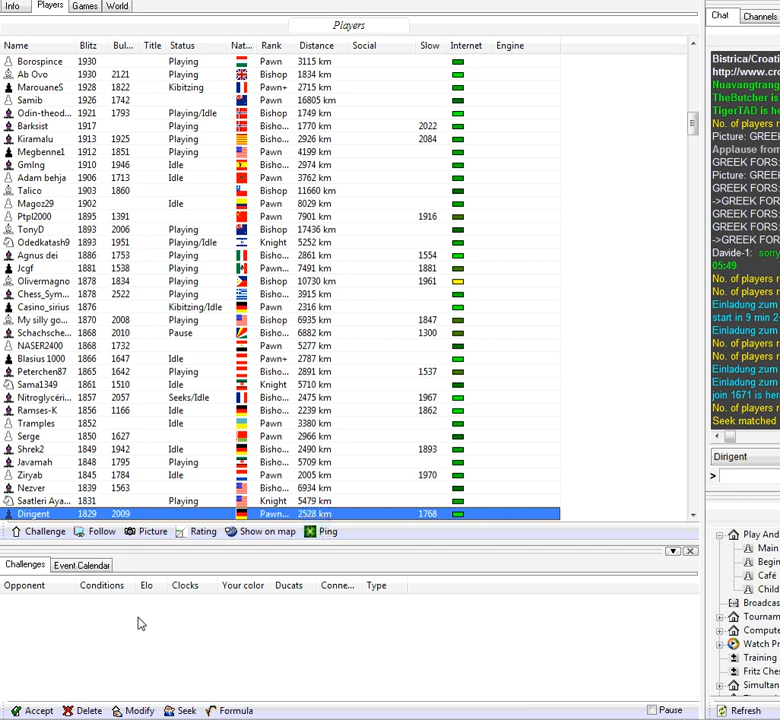 Info Players Games World
Players
Name Blitz Bul... Title Status Nat... Rank Distance Social Slow Internet Engine
Borospince 1930 Playing Pawn 3115 km
Ab Ovo 1930 2121 Playing Bishop 1834 km
MarouaneS 1928 1822 Kibitzing Pawn+ 2715 km
Samib 1926 1742 Pawn 16805 km
Odin-theod... 1921 1793 Playing/Idle Bishop 1749 km
Barksist 1917 Playing Bisho... 1770 km 2022
Kiramalu 1913 1925 Playing Bisho... 2926 km 2084
Megbenne1 1912 1851 Playing Pawn 4199 km
Gmlng 1910 1946 Idle Bisho... 2974 km
Adam behja 1906 1713 Idle Pawn 3762 km
Talico 1903 1860 Bishop 11660 km
Magoz29 1902 Idle Pawn 8029 km
Ptpl2000 1895 1391 Pawn 7901 km 1916
TonyD 1893 2006 Playing Bishop 17436 km
Odedkatash9 1893 1951 Playing/Idle Knight 5252 km
Agnus dei 1886 1753 Playing Bisho... 2861 km 1554
Jcgf 1881 1538 Playing Pawn... 7491 km 1881
Olivermagno 1878 1834 Playing Bishop 10730 km 1961
Chess_Sym... 1878 2522 Playing Bisho... 3915 km
Casino_sirius 1876 Kibitzing/Idle Pawn 2316 km
My silly go... 1870 2008 Playing Bishop 6935 km 1847
Schachsche... 1868 2010 Pause Bisho... 6882 km 1300
NASER2400 1868 1732 Pawn 5277 km
Blasius 1000 1866 1647 Idle Pawn+ 2787 km
Peterchen87 1865 1642 Playing Bisho... 2891 km 1537
Sama1349 1861 1510 Idle Knight 5710 km
Nitroglycéri... 1857 2057 Seeks/Idle Bisho... 2475 km 1967
Ramses-K 1856 1166 Idle Bisho... 2239 km 1862
Tramples 1852 Idle Pawn 3380 km
Serge 1850 1627 Pawn 2966 km
Shrek2 1849 1942 Idle Bisho... 2490 km 1893
Javamah 1848 1795 Playing Bisho... 5709 km
Ziryab 1845 1784 Idle Pawn 2005 km 1970
Nezver 1839 1563 Bisho... 6934 km
Saatleri Aya... 1831 Playing Knight 5479 km
Dirigent 1829 2009 Pawn... 2528 km 1768
Challenge Follow Picture Rating Show on map Ping
Challenges Event Calendar
Opponent Conditions Elo Clocks Your color Ducats Conne... Type
Accept Delete Modify Seek Formula Pause
Chat Channels
Bistrica/Croati
http://www.cr
Nuavangtrang
TheButcher is
TigerTAD is he
No. of players r
Picture: GREEK
Applause from
GREEK FORS:
Picture: GREEK
GREEK FORS:
->GREEK FOR
GREEK FORS:
GREEK FORS:
->GREEK FOR
Davide-1: sorry
05:49
No. of players r
No. of players r
Einladung zum
start in 9 min 2
Einladung zum
No. of players r
No. of players r
Einladung zum
Einladung zum
join 1671 is her
No. of players r
Seek matched
Dirigent
>
Play And
Main
Begin
Café
Child
Broadcas
Tournam
Compute
Watch Pr
Training
Fritz Ches
Simultan
Refresh